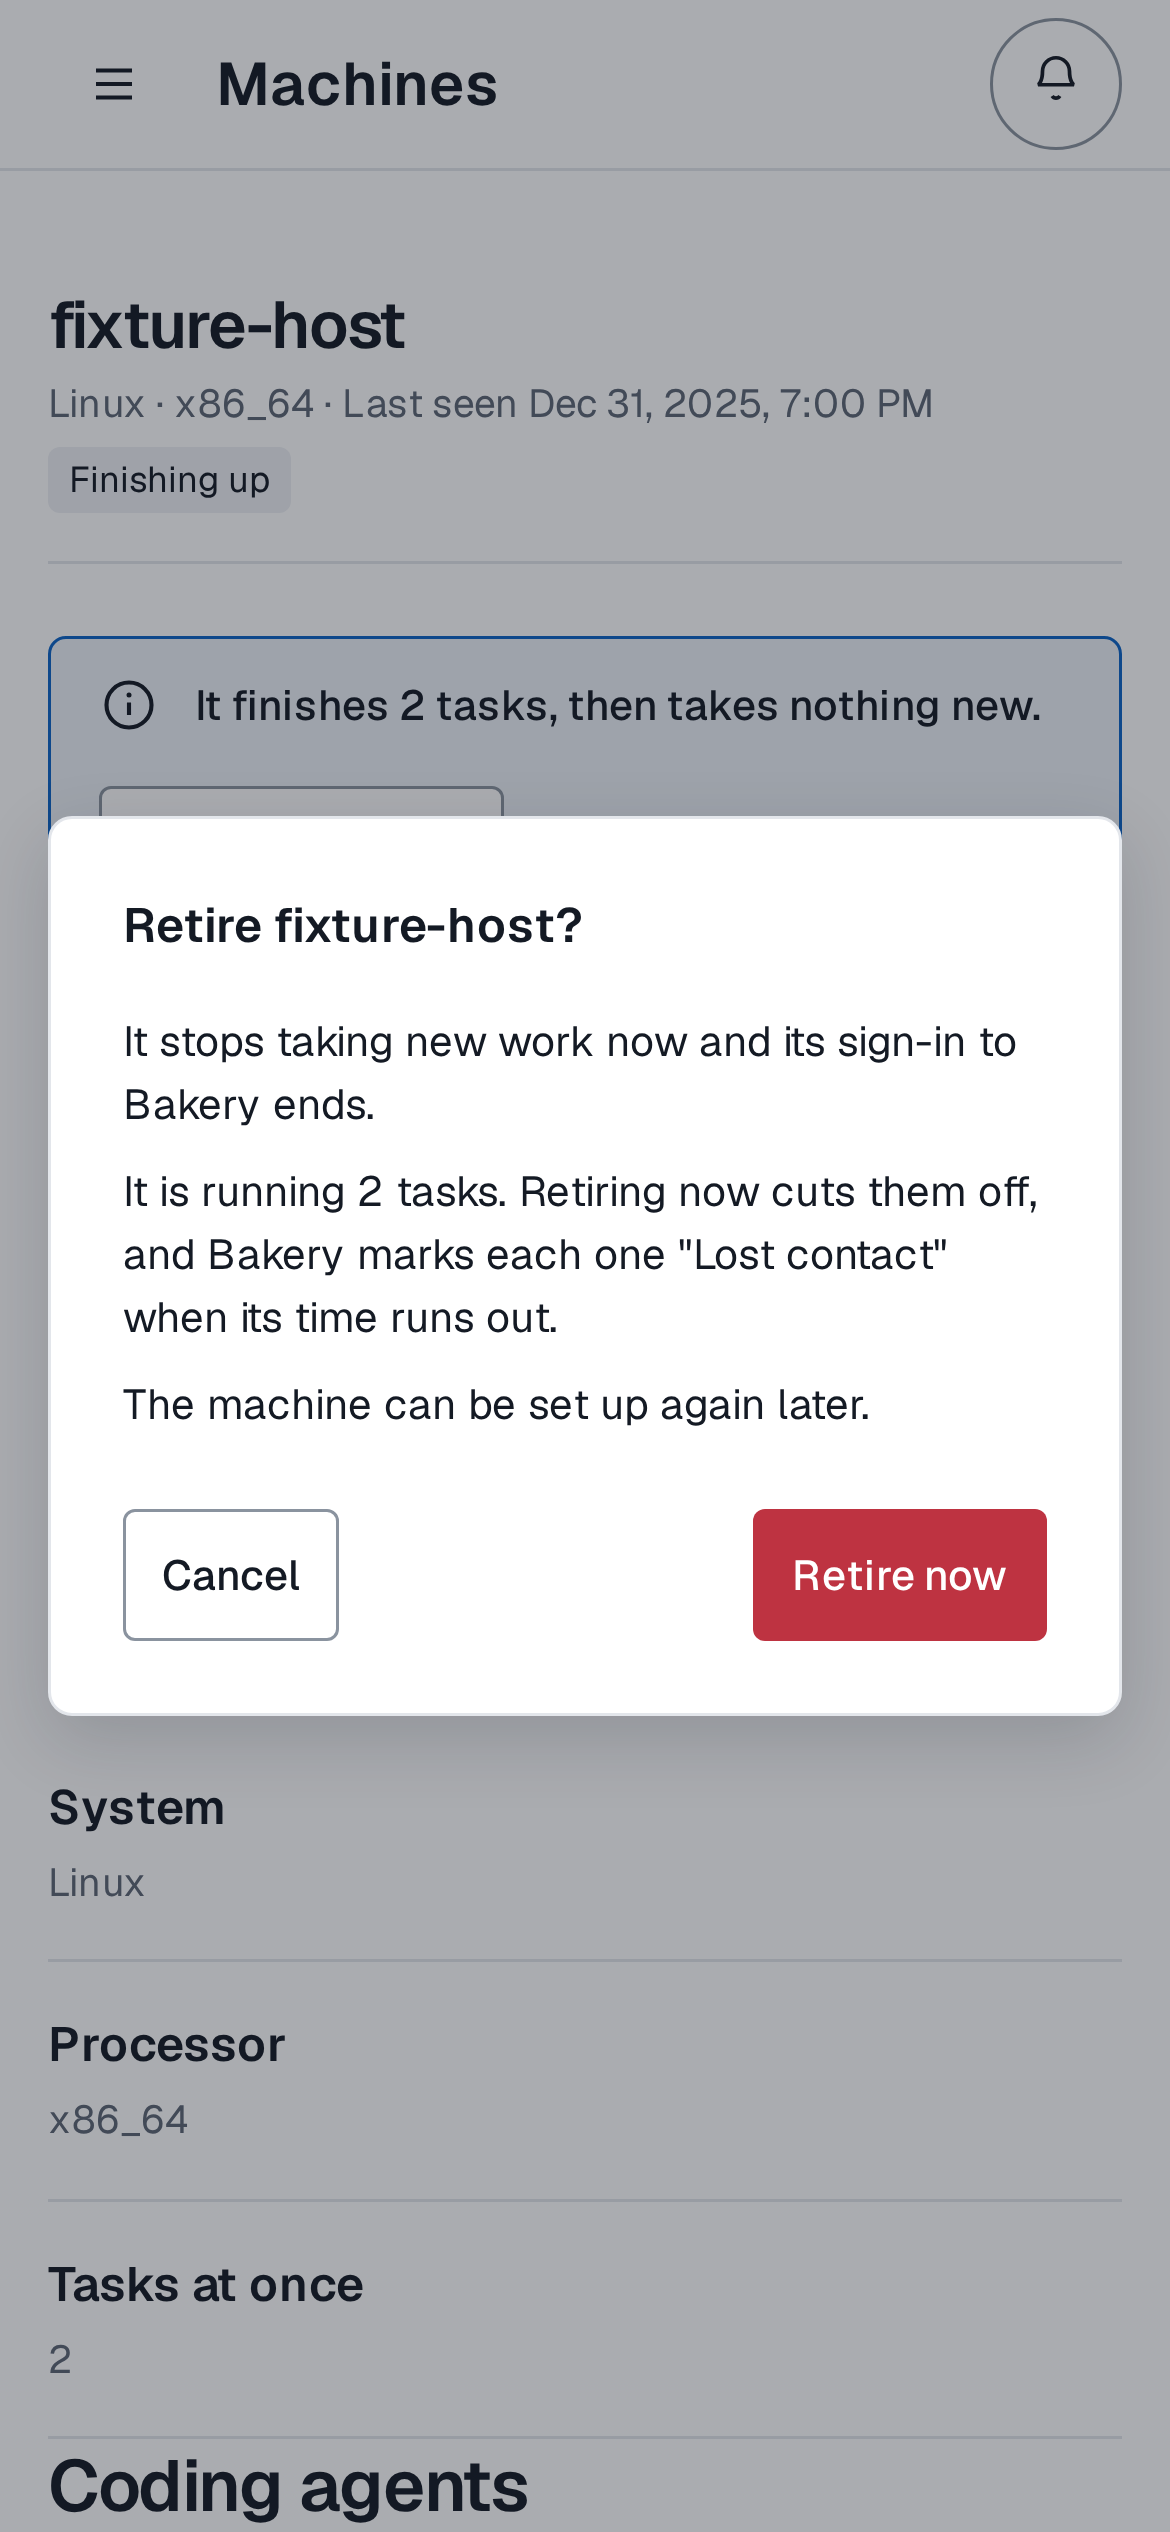 Machines
fixture-host
Linux · x86_64 · Last seen Dec 31, 2025, 7:00 PM
Finishing up
It finishes 2 tasks, then takes nothing new.
Retire fixture-host?
It stops taking new work now and its sign-in to
Bakery ends.
It is running 2 tasks. Retiring now cuts them off,
and Bakery marks each one "Lost contact"
when its time runs out.
The machine can be set up again later.
Cancel
Retire now
System
Linux
Processor
x86_64
Tasks at once
2
Coding agents